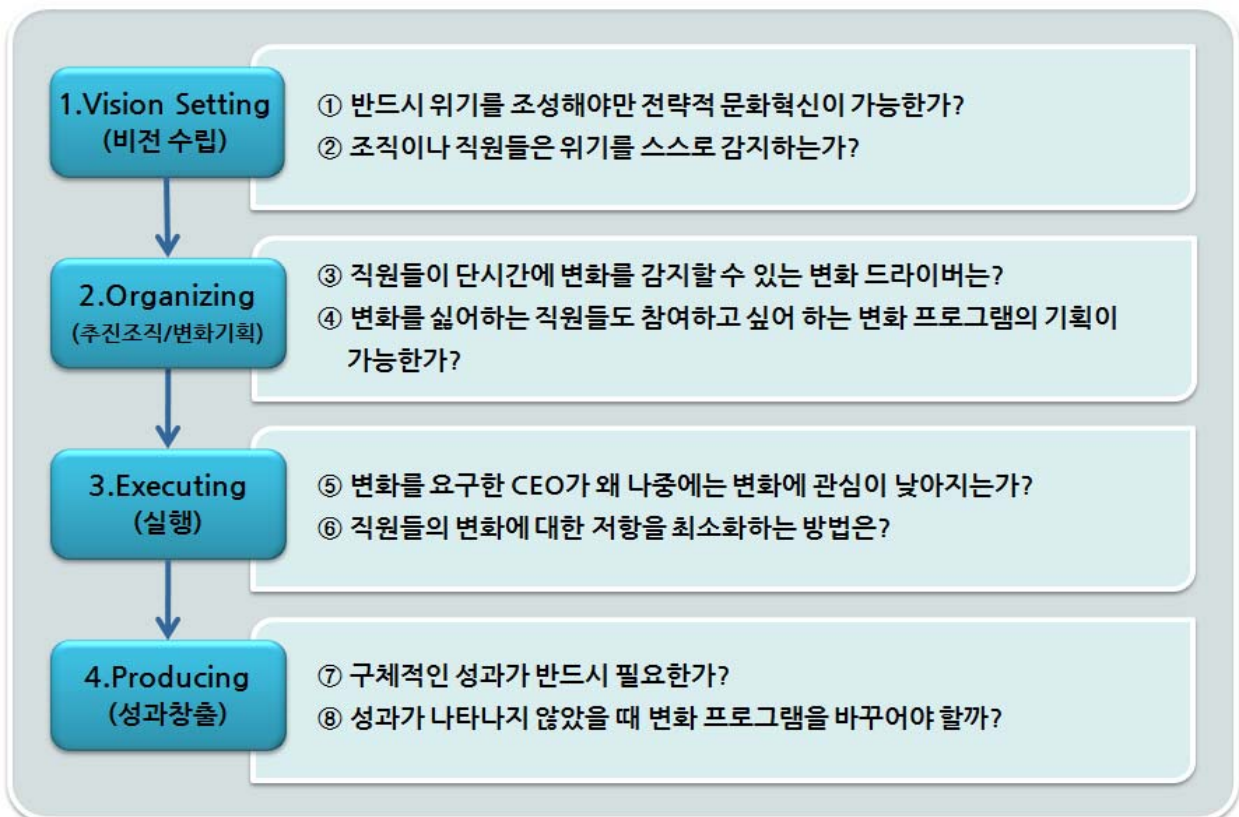 1.Vision Setting
(비전 수립)
① 반드시 위기를 조성해야만 전략적 문화혁신이 가능한가?
② 조직이나 직원들은 위기를 스스로 감지하는가?
2.Organizing
(추진조직/변화기획)
③ 직원들이 단시간에 변화를 감지할 수 있는 변화 드라이버는?
④ 변화를 싫어하는 직원들도 참여하고 싶어 하는 변화 프로그램의 기획이
가능한가?
3.Executing
(실행)
⑤ 변화를 요구한 CEO가 왜 나중에는 변화에 관심이 낮아지는가?
⑥ 직원들의 변화에 대한 저항을 최소화하는 방법은?
4.Producing
(성과창출)
⑦ 구체적인 성과가 반드시 필요한가?
⑧ 성과가 나타나지 않았을 때 변화 프로그램을 바꾸어야 할까?